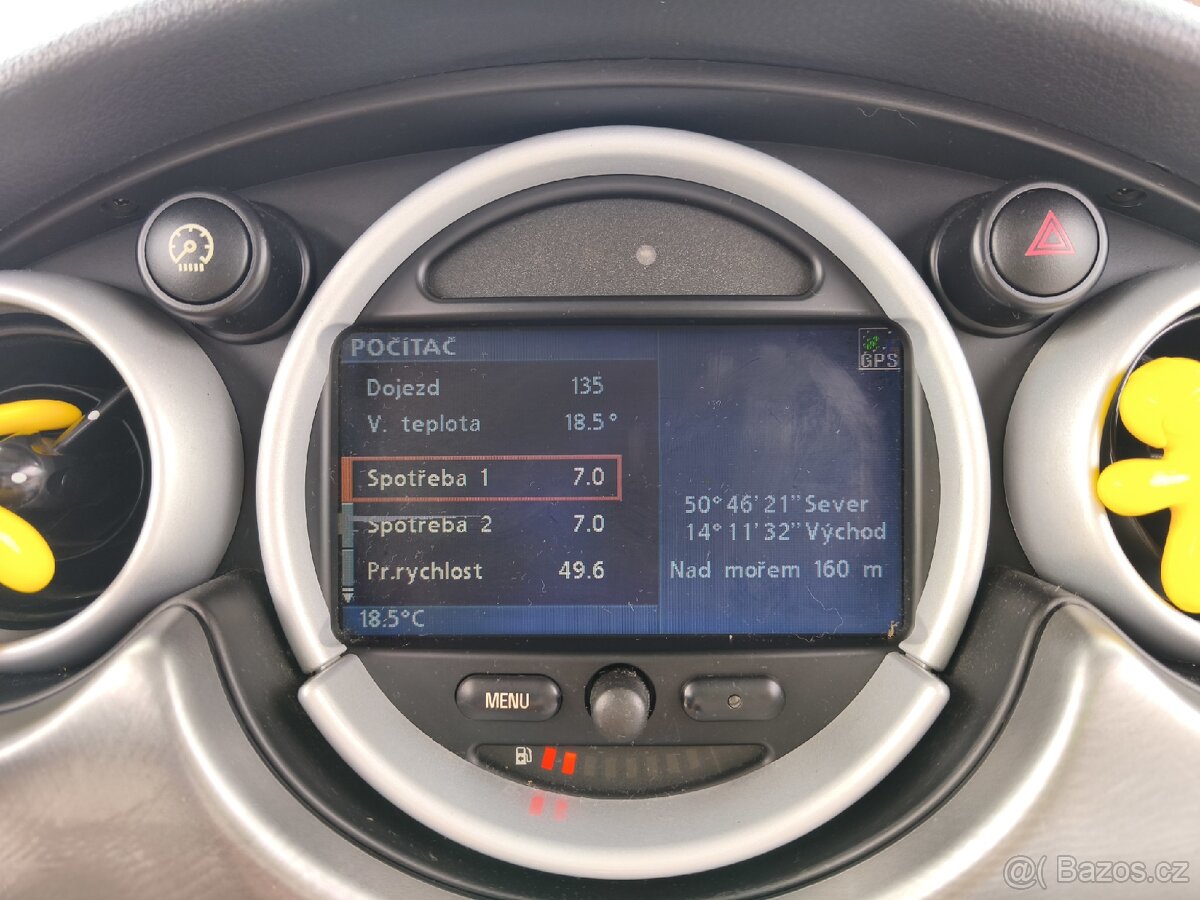 POČÍTAČ
GPS
Dojezd 135
V. teplota 18.5°
Spotřeba 1 7.0
Spotřeba 2 7.0
Pr.rychlost 49.6
18.5°C
50°46'21"Sever
14°11'32"Východ
Nad mořem 160 m
MENU
@( Bazos.cz